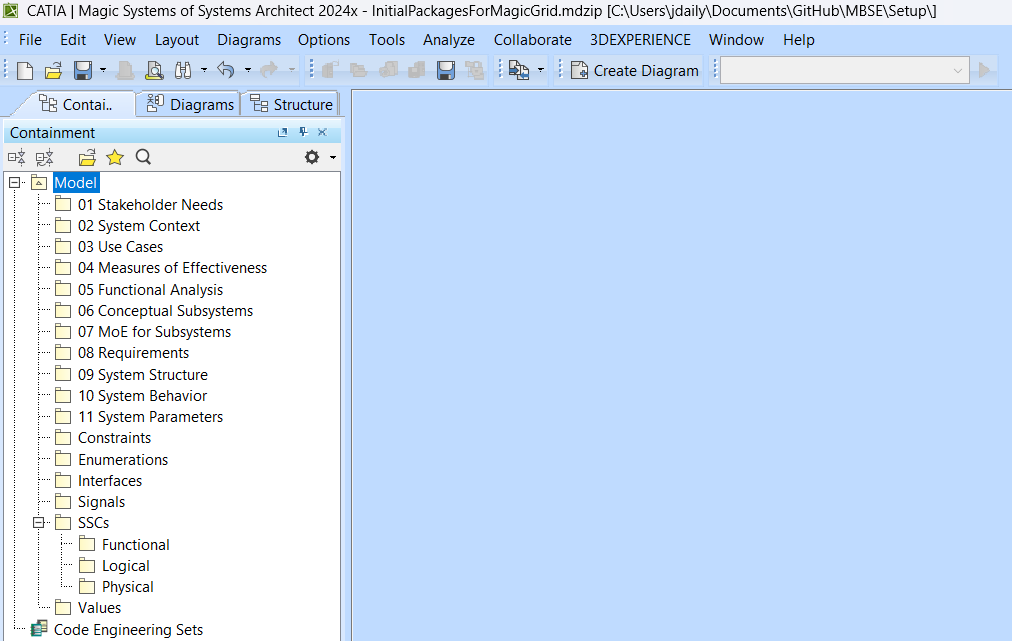 CATIA | Magic Systems of Systems Architect 2024x - InitialPackagesForMagicGrid.mdzip [C:\Users\jdaily\Documents\GitHub\MBSE\Setup\]
File Edit View Layout Diagrams Options Tools Analyze Collaborate 3DEXPERIENCE Window Help
Create Diagram
Contai.. Diagrams Structure
Containment
Model
01 Stakeholder Needs
02 System Context
03 Use Cases
04 Measures of Effectiveness
05 Functional Analysis
06 Conceptual Subsystems
07 MoE for Subsystems
08 Requirements
09 System Structure
10 System Behavior
11 System Parameters
Constraints
Enumerations
Interfaces
Signals
SSCs
Functional
Logical
Physical
Values
Code Engineering Sets